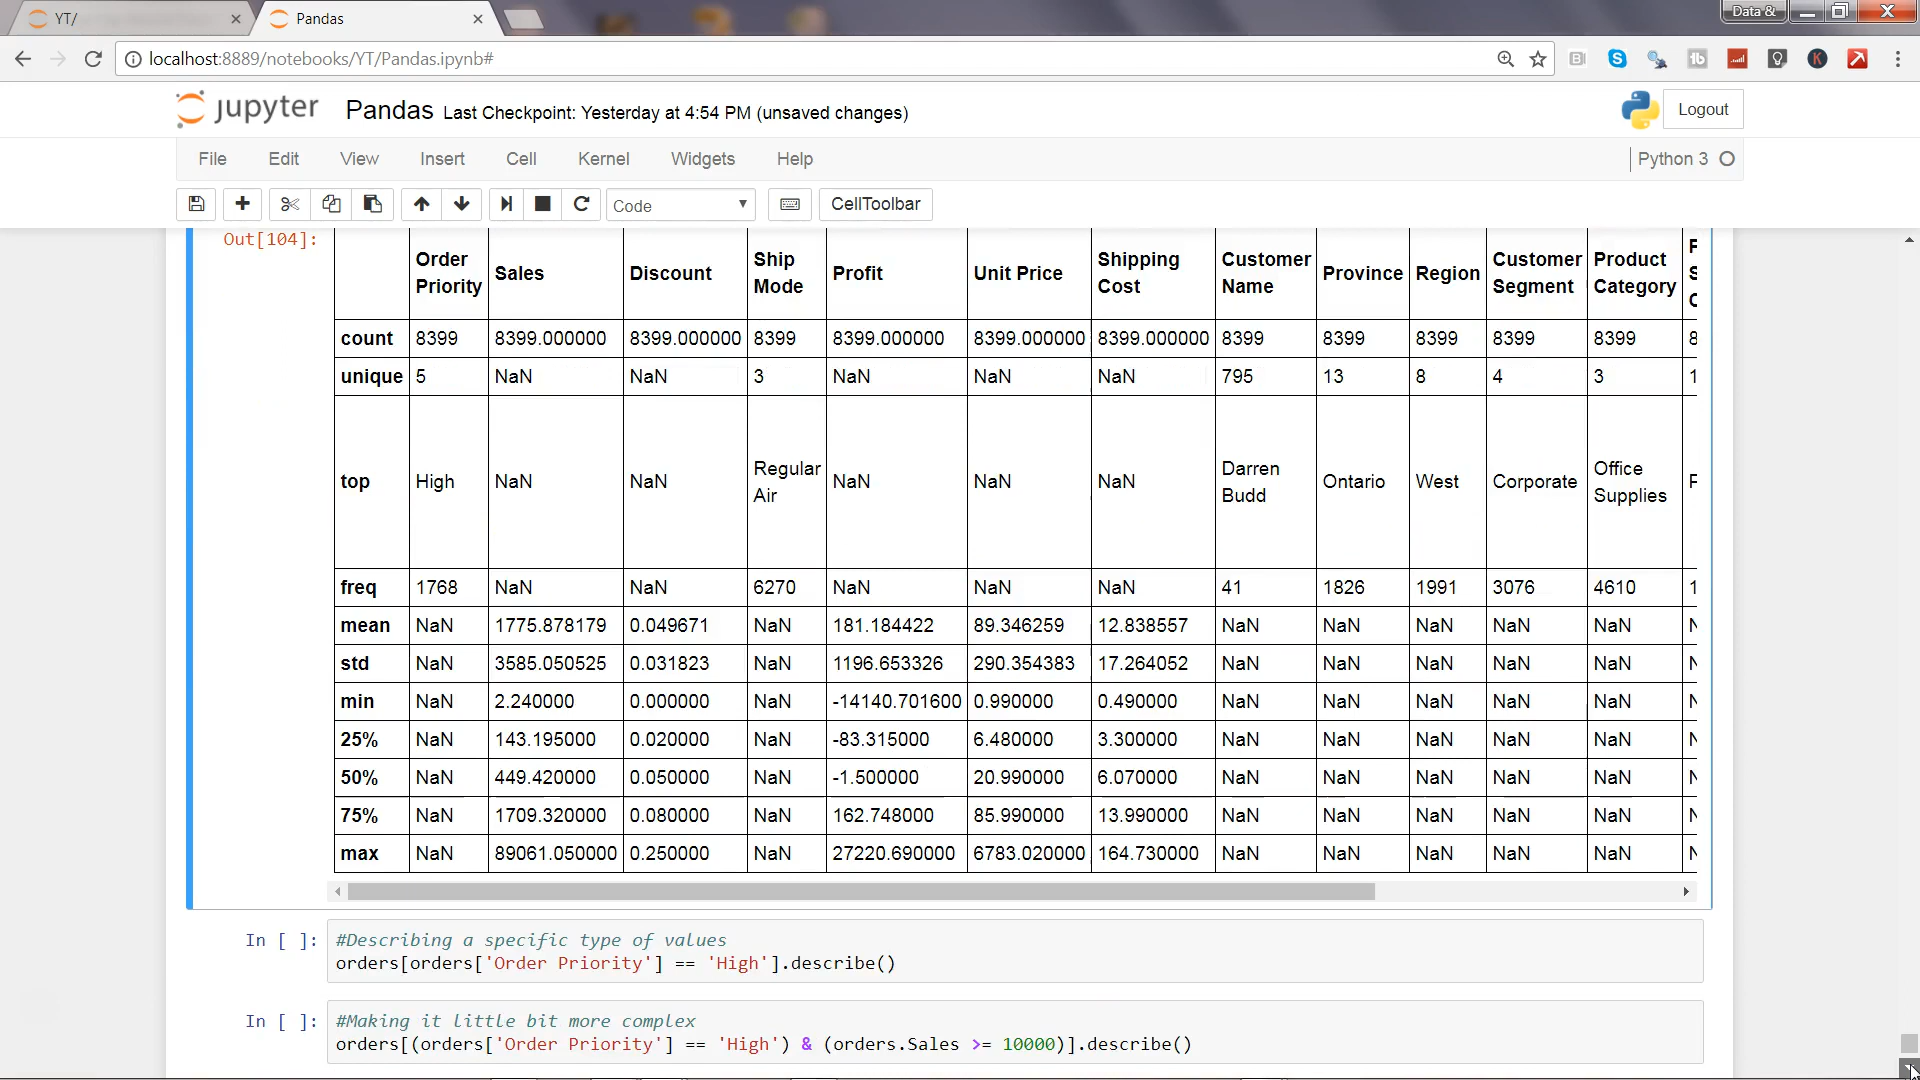 YT/
Pandas
Data &
localhost:8889/notebooks/YT/Pandas.ipynb#
jupyter Pandas Last Checkpoint: Yesterday at 4:54 PM (unsaved changes)
Logout
File Edit View Insert Cell Kernel Widgets Help
Python 3
Code
CellToolbar
Out[104]:
Order Priority Sales Discount Ship Mode Profit Unit Price Shipping Cost Customer Name Province Region Customer Segment Product Category
count 8399 8399.000000 8399.000000 8399 8399.000000 8399.000000 8399.000000 8399 8399 8399 8399 8399 8
unique 5 NaN NaN 3 NaN NaN NaN 795 13 8 4 3 1
top High NaN NaN Regular Air NaN NaN NaN Darren Budd Ontario West Corporate Office Supplies
freq 1768 NaN NaN 6270 NaN NaN NaN 41 1826 1991 3076 4610 1
mean NaN 1775.878179 0.049671 NaN 181.184422 89.346259 12.838557 NaN NaN NaN NaN NaN
std NaN 3585.050525 0.031823 NaN 1196.653326 290.354383 17.264052 NaN NaN NaN NaN NaN
min NaN 2.240000 0.000000 NaN -14140.701600 0.990000 0.490000 NaN NaN NaN NaN NaN
25% NaN 143.195000 0.020000 NaN -83.315000 6.480000 3.300000 NaN NaN NaN NaN NaN
50% NaN 449.420000 0.050000 NaN -1.500000 20.990000 6.070000 NaN NaN NaN NaN NaN
75% NaN 1709.320000 0.080000 NaN 162.748000 85.990000 13.990000 NaN NaN NaN NaN NaN
max NaN 89061.050000 0.250000 NaN 27220.690000 6783.020000 164.730000 NaN NaN NaN NaN NaN
In [ ]:
#Describing a specific type of values
orders[orders['Order Priority'] == 'High'].describe()
In [ ]:
#Making it little bit more complex
orders[(orders['Order Priority'] == 'High') & (orders.Sales >= 10000)].describe()